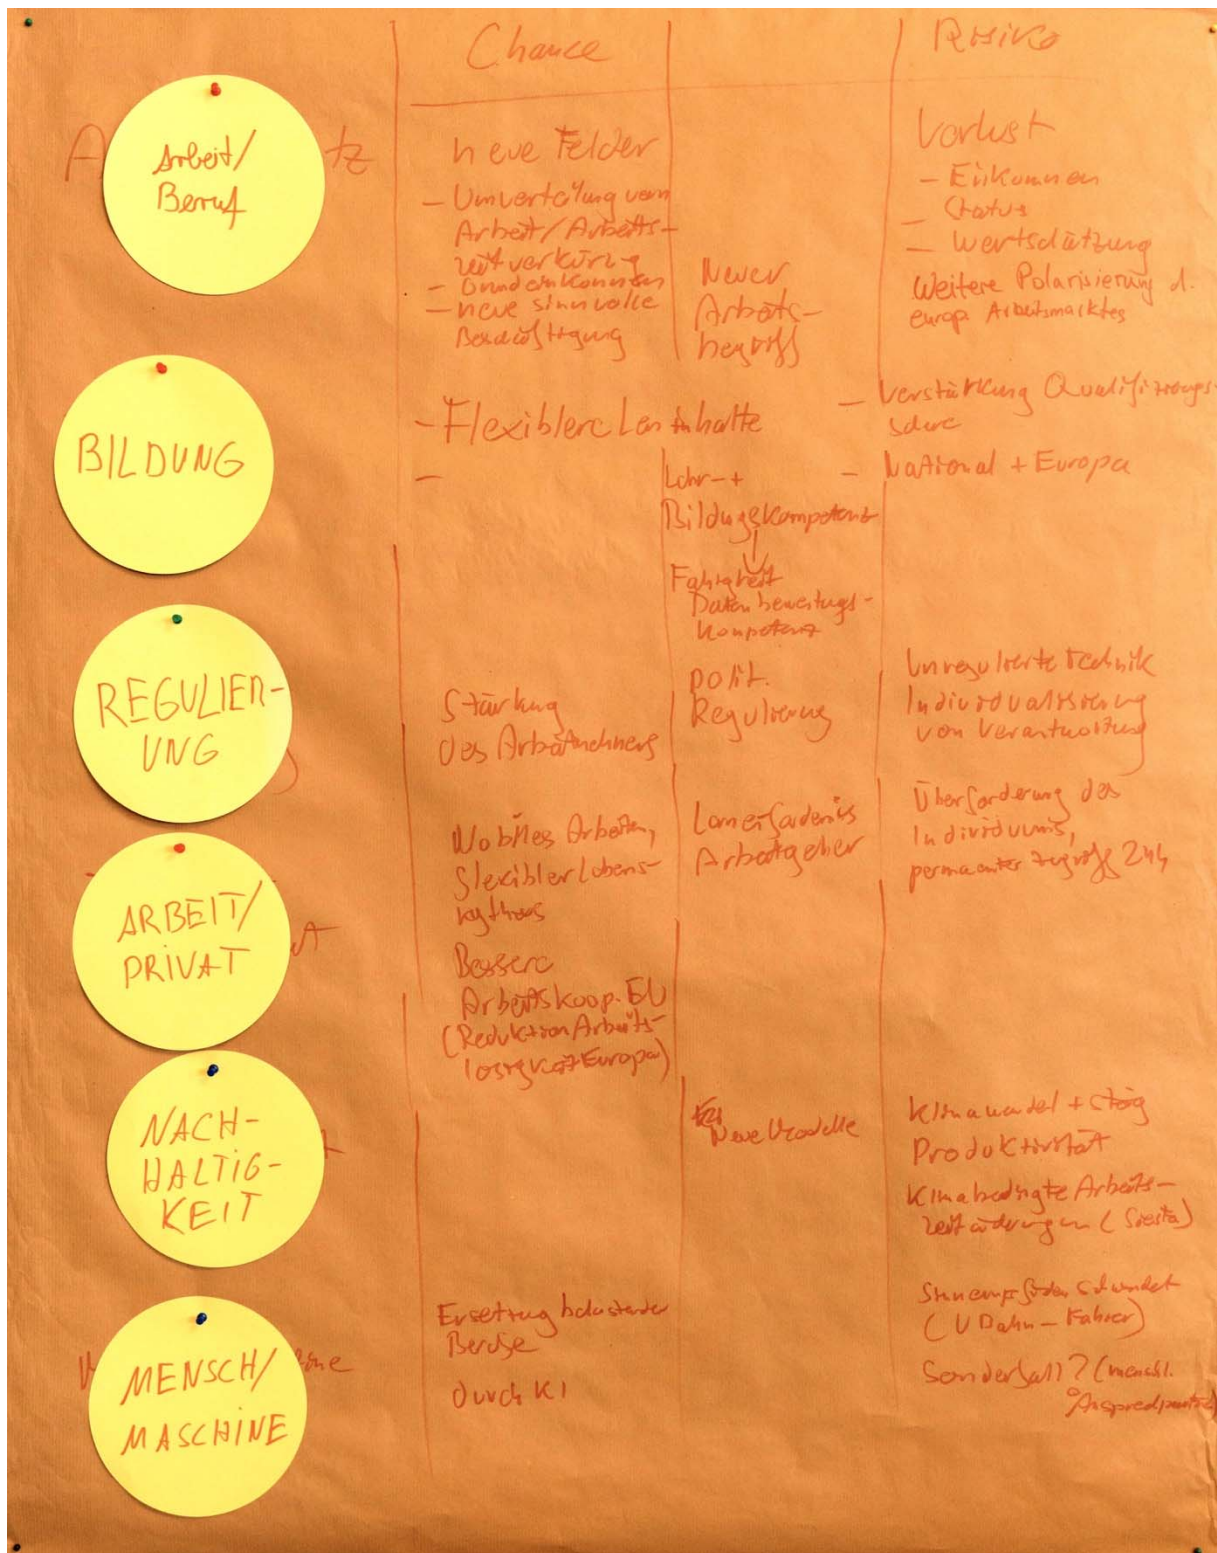 Chance
Risiko
Arbeit/
Beruf
neue Felder
- Umverteilung von
Arbeit/Arbeits-
zeitverkürzg
- Grundeinkommen
- neue sinnvolle
Beschäftigung
Neuer
Arbeits-
begriff
Verlust
- Einkommen
- Status
- Wertschätzung
Weitere Polarisierung d.
europ. Arbeitsmarktes
BILDUNG
- Flexiblere Lerninhalte
-
Lehr- +
Bildungskompetenz
Fähigkeit
Datenbewertungs-
kompetenz
- Verstärkung Qualifizierungs-
schere
- National + Europa
REGULIER-
UNG
Stärkung
des Arbeitnehmers
polit.
Regulierung
Unregulierte Technik
Individualisierung
von Verantwortung
ARBEIT/
PRIVAT
Mobiles Arbeiten,
flexibler Lebens-
rythmus
Bessere
Arbeitskoop. EU
(Reduktion Arbeits-
losigkeit Europa)
Lernerfordernis
Arbeitgeber
Überforderung des
Individuums,
permanenter Zugriff 24h
NACH-
HALTIG-
KEIT
Neue Modelle
Klimawandel +
Produktivität
Klimabedingte Arbeits-
zeitänderungen (Siesta)
MENSCH/
MASCHINE
Ersetzung belastender
Berufe
durch KI
Sinnempfinden schwindet
(U Bahn - Fahrer)
Sonderfall? (menschl.